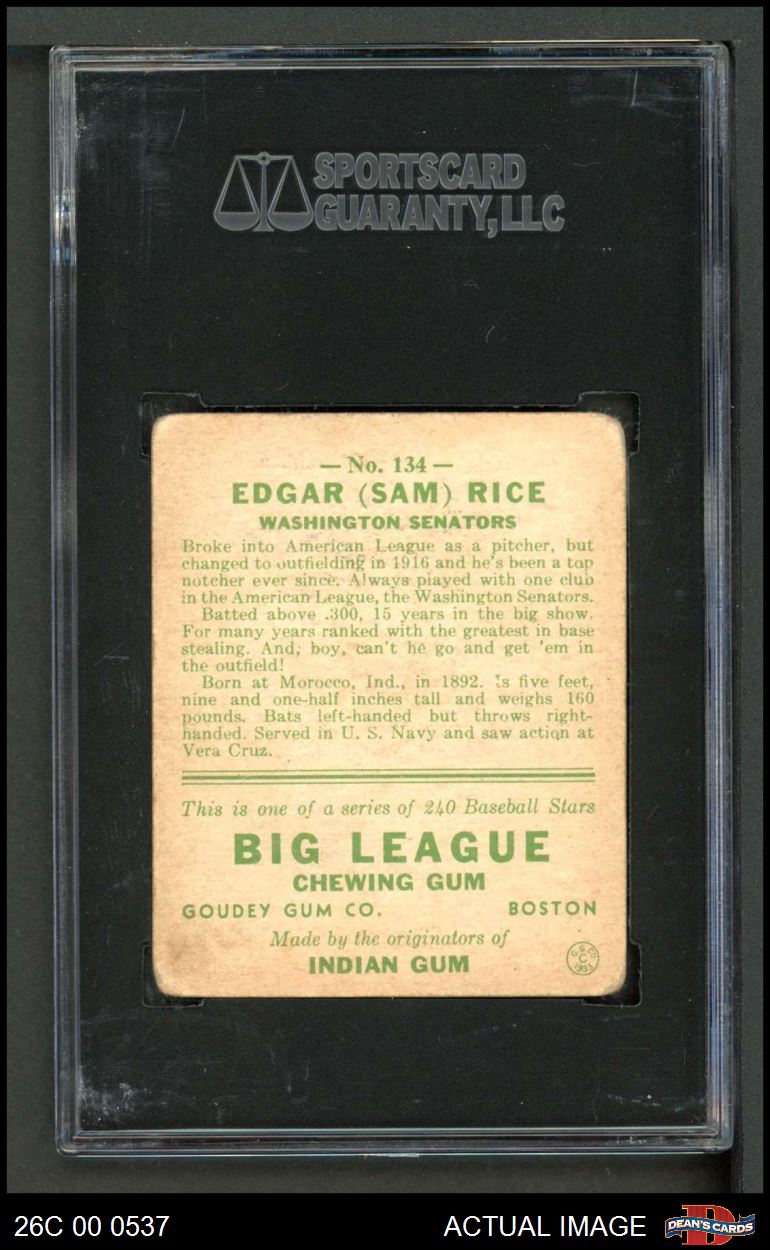 SPORTSCARD
GUARANTY, LLC
— No. 134 —
EDGAR (SAM) RICE
WASHINGTON SENATORS
Broke into American League as a pitcher, but
changed to outfielding in 1916 and he's been a top
notcher ever since. Always played with one club
in the American League, the Washington Senators.
Batted above .300, 15 years in the big show.
For many years ranked with the greatest in base
stealing. And, boy, can't he go and get 'em in
the outfield!
Born at Morocco, Ind., in 1892. Is five feet,
nine and one-half inches tall and weighs 160
pounds. Bats left-handed but throws right-
handed. Served in U. S. Navy and saw action at
Vera Cruz.
This is one of a series of 240 Baseball Stars
BIG LEAGUE
CHEWING GUM
GOUDEY GUM CO. BOSTON
Made by the originators of
INDIAN GUM
G. G. CO.
C
1933
26C 00 0537 ACTUAL IMAGE
D
DEAN'S CARDS